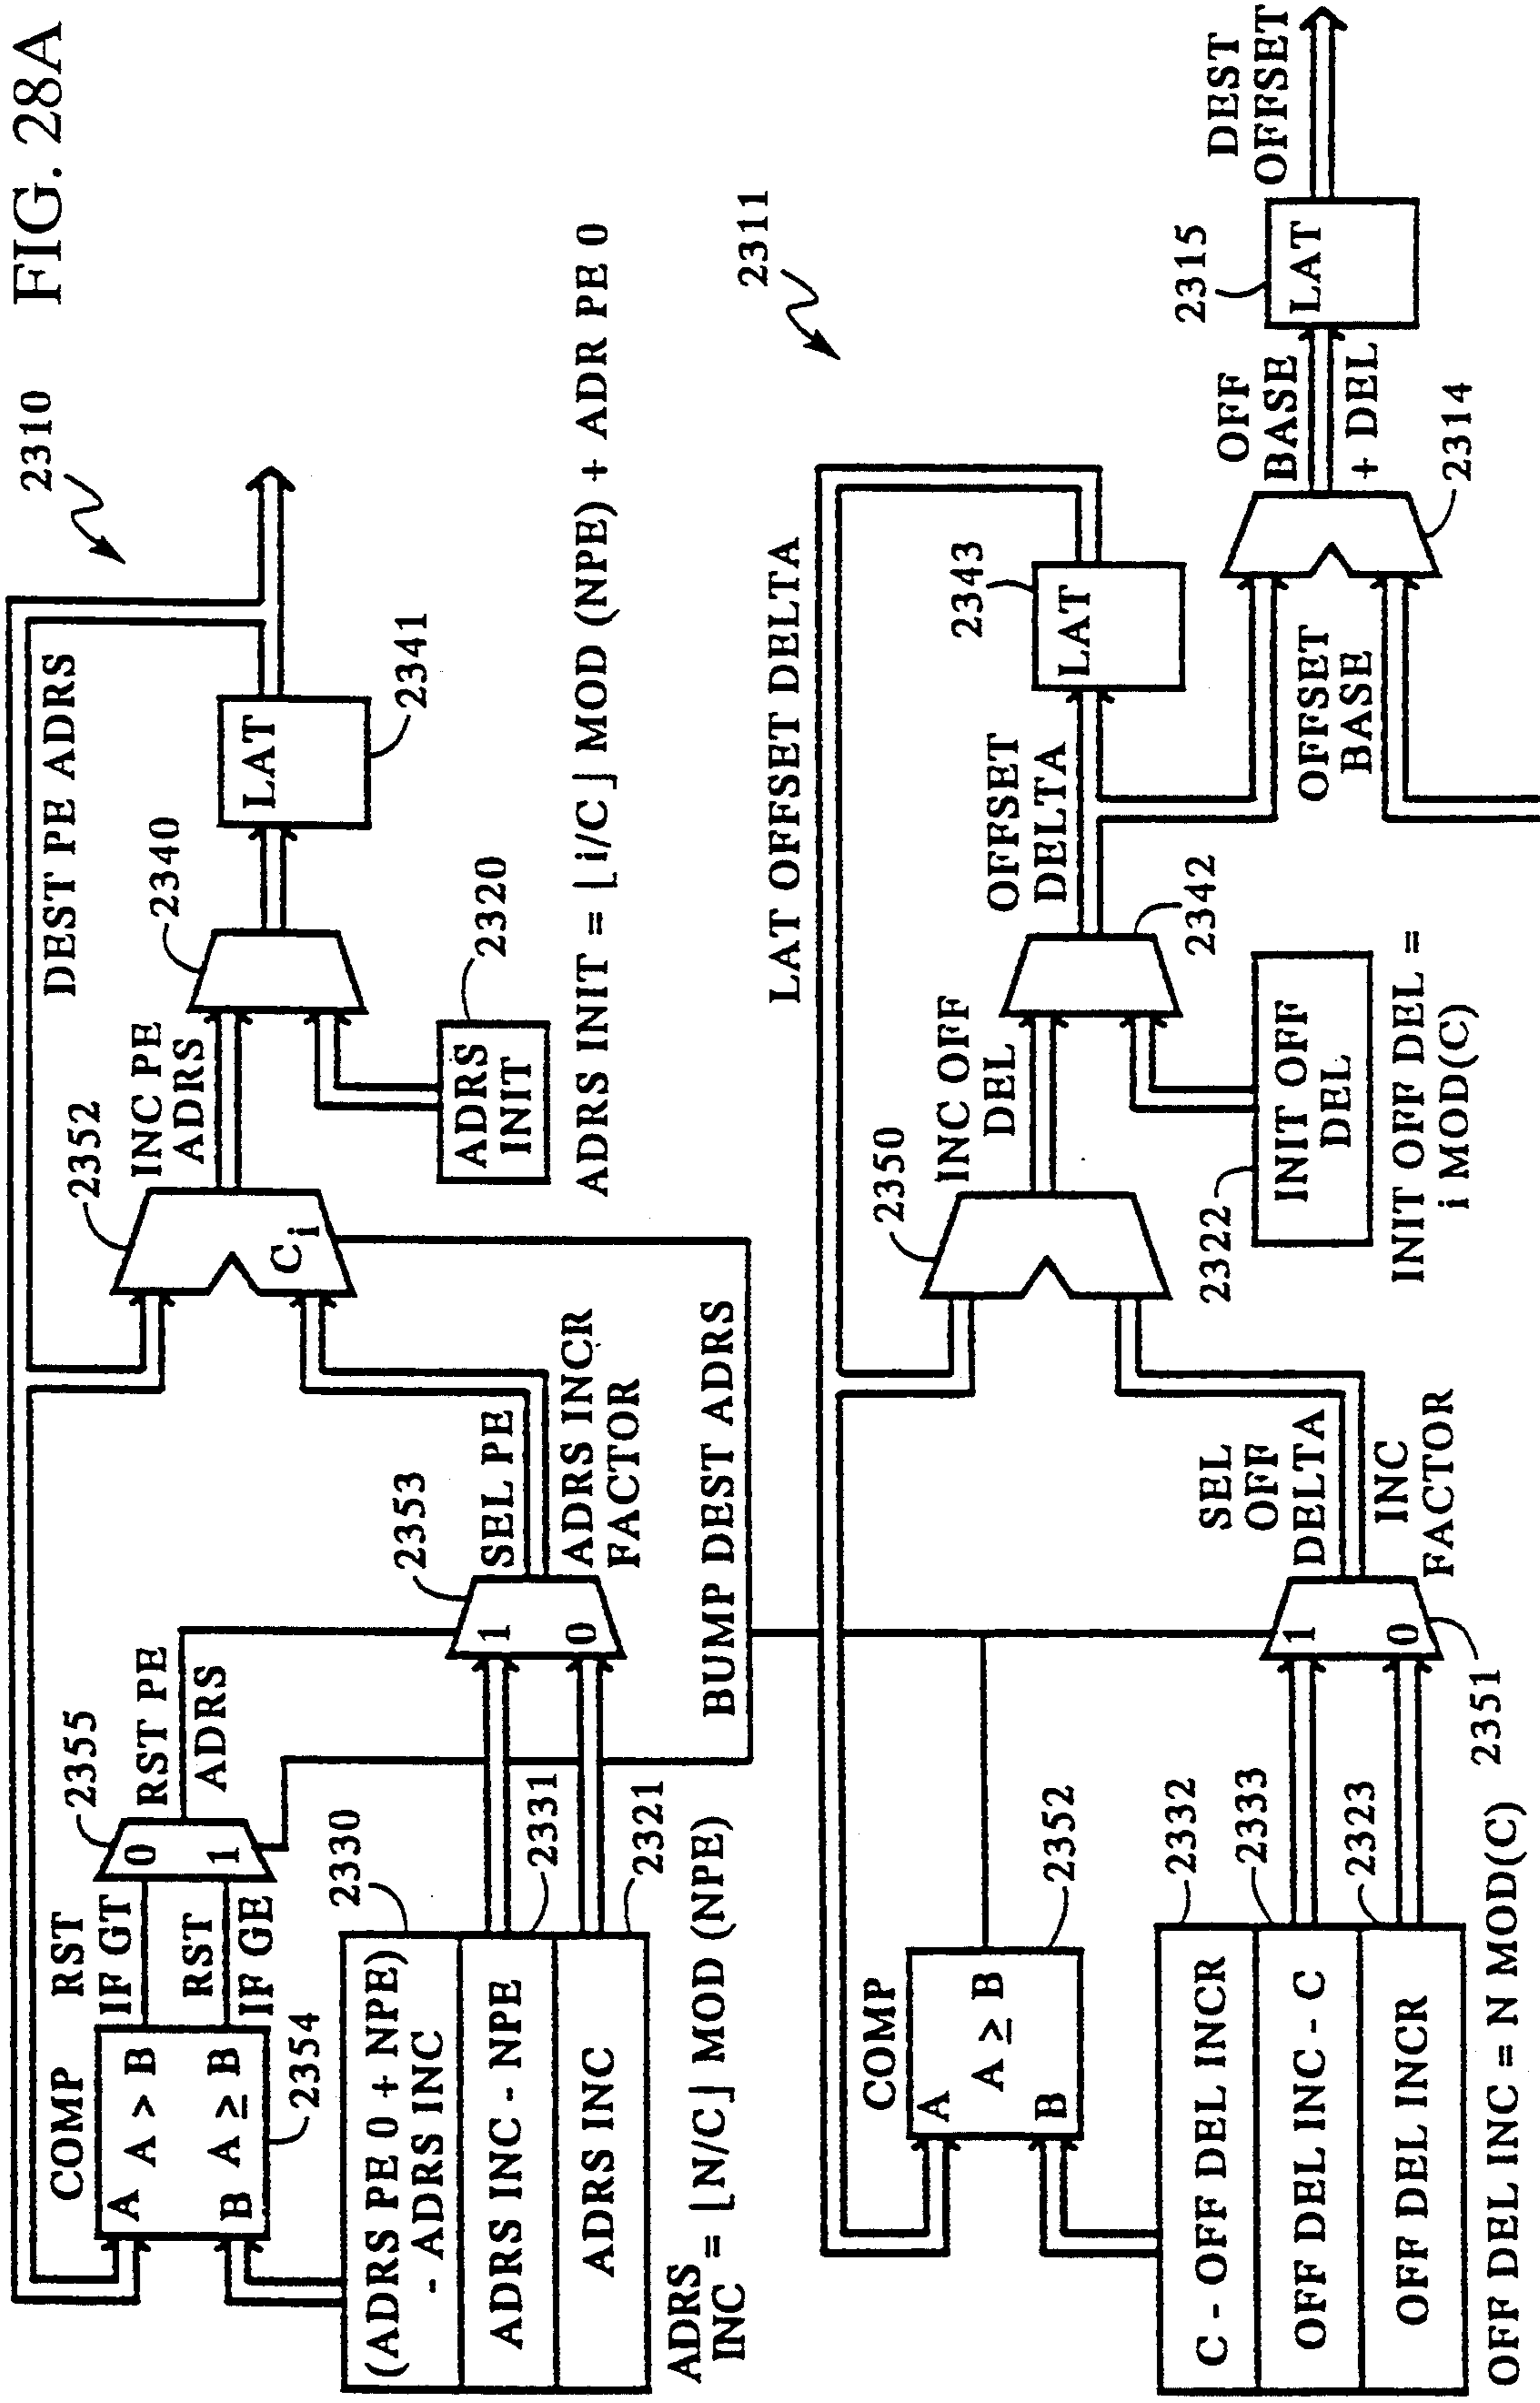 FIG. 28A
2310
DEST PE ADRS
COMP
RST
IF GT
RST
IF GE
A
A > B
B
A ≥ B
2354
2355
0
1
RST PE
ADRS
2330
(ADRS PE 0 + NPE)
- ADRS INC
ADRS INC - NPE
2331
ADRS INC
2321
ADRS
INC = ⌊N/C⌋ MOD (NPE)
2353
1
0
SEL PE
ADRS INCR
FACTOR
2352
Ci
INC PE
ADRS
2340
ADRS
INIT
2320
LAT
2341
ADRS INIT = ⌊i/C⌋ MOD (NPE) + ADR PE 0
BUMP DEST ADRS
2311
LAT OFFSET DELTA
COMP
A
A ≥ B
B
2352
C - OFF DEL INCR
2332
OFF DEL INC - C
2333
OFF DEL INCR
2323
OFF DEL INC = N MOD(C)
2351
1
0
SEL
OFF
DELTA
INC
FACTOR
2350
INC OFF
DEL
2342
2322
INIT OFF
DEL
INIT OFF DEL =
i MOD(C)
OFFSET
DELTA
LAT
2343
OFFSET
BASE
2314
OFF
BASE
+ DEL
LAT
2315
DEST
OFFSET